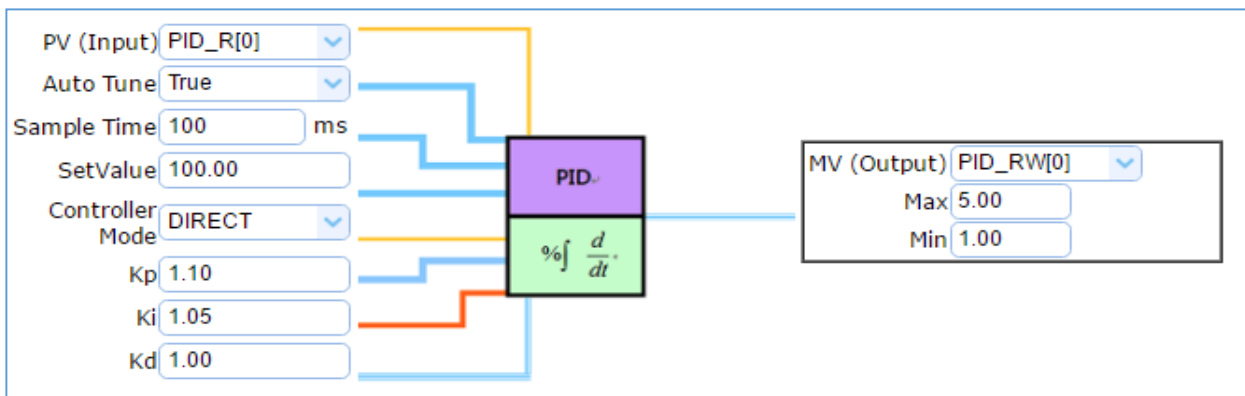 PV (Input) PID_R[0]
Auto Tune True
Sample Time 100 ms
SetValue 100.00
Controller Mode DIRECT
Kp 1.10
Ki 1.05
Kd 1.00
PID
%∫ d/dt
MV (Output) PID_RW[0]
Max 5.00
Min 1.00